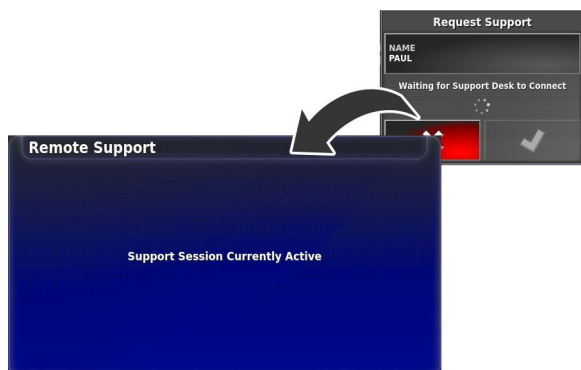 Request Support
NAME
PAUL
Waiting for Support Desk to Connect
Remote Support
Support Session Currently Active